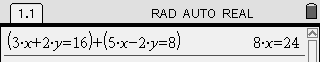 1.1 RAD AUTO REAL
(3·x+2·y=16)+(5·x−2·y=8) 8·x=24